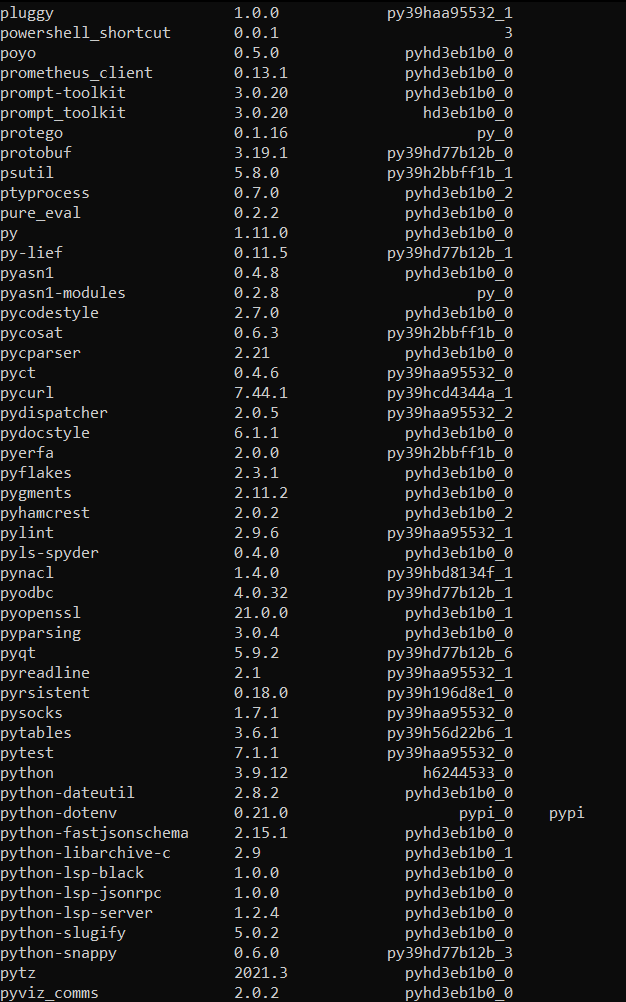 pluggy 1.0.0 py39haa95532_1
powershell_shortcut 0.0.1 3
poyo 0.5.0 pyhd3eb1b0_0
prometheus_client 0.13.1 pyhd3eb1b0_0
prompt-toolkit 3.0.20 pyhd3eb1b0_0
prompt_toolkit 3.0.20 hd3eb1b0_0
protego 0.1.16 py_0
protobuf 3.19.1 py39hd77b12b_0
psutil 5.8.0 py39h2bbff1b_1
ptyprocess 0.7.0 pyhd3eb1b0_2
pure_eval 0.2.2 pyhd3eb1b0_0
py 1.11.0 pyhd3eb1b0_0
py-lief 0.11.5 py39hd77b12b_1
pyasn1 0.4.8 pyhd3eb1b0_0
pyasn1-modules 0.2.8 py_0
pycodestyle 2.7.0 pyhd3eb1b0_0
pycosat 0.6.3 py39h2bbff1b_0
pycparser 2.21 pyhd3eb1b0_0
pyct 0.4.6 py39haa95532_0
pycurl 7.44.1 py39hcd4344a_1
pydispatcher 2.0.5 py39haa95532_2
pydocstyle 6.1.1 pyhd3eb1b0_0
pyerfa 2.0.0 py39h2bbff1b_0
pyflakes 2.3.1 pyhd3eb1b0_0
pygments 2.11.2 pyhd3eb1b0_0
pyhamcrest 2.0.2 pyhd3eb1b0_2
pylint 2.9.6 py39haa95532_1
pyls-spyder 0.4.0 pyhd3eb1b0_0
pynacl 1.4.0 py39hbd8134f_1
pyodbc 4.0.32 py39hd77b12b_1
pyopenssl 21.0.0 pyhd3eb1b0_1
pyparsing 3.0.4 pyhd3eb1b0_0
pyqt 5.9.2 py39hd77b12b_6
pyreadline 2.1 py39haa95532_1
pyrsistent 0.18.0 py39h196d8e1_0
pysocks 1.7.1 py39haa95532_0
pytables 3.6.1 py39h56d22b6_1
pytest 7.1.1 py39haa95532_0
python 3.9.12 h6244533_0
python-dateutil 2.8.2 pyhd3eb1b0_0
python-dotenv 0.21.0 pypi_0 pypi
python-fastjsonschema 2.15.1 pyhd3eb1b0_0
python-libarchive-c 2.9 pyhd3eb1b0_1
python-lsp-black 1.0.0 pyhd3eb1b0_0
python-lsp-jsonrpc 1.0.0 pyhd3eb1b0_0
python-lsp-server 1.2.4 pyhd3eb1b0_0
python-slugify 5.0.2 pyhd3eb1b0_0
python-snappy 0.6.0 py39hd77b12b_3
pytz 2021.3 pyhd3eb1b0_0
pyviz_comms 2.0.2 pyhd3eb1b0_0